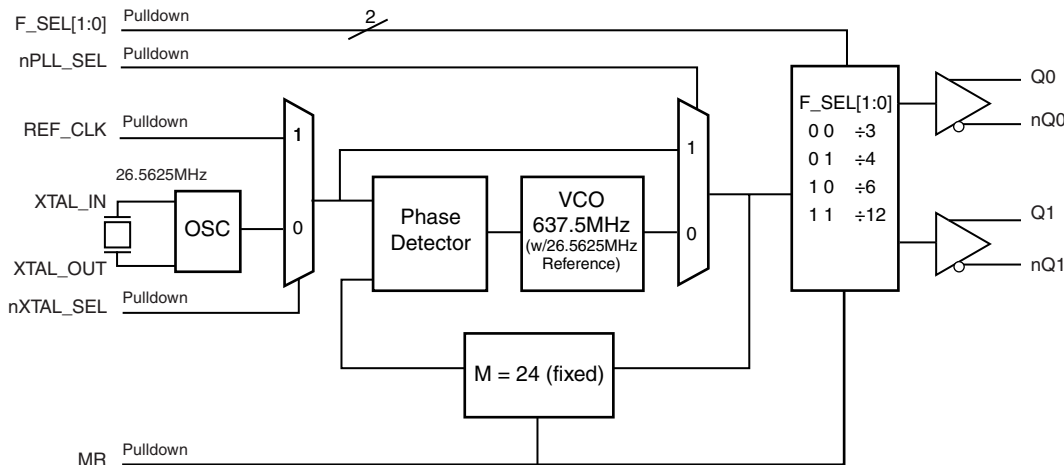 F_SEL[1:0] Pulldown
2
nPLL_SEL Pulldown
REF_CLK Pulldown
26.5625MHz
XTAL_IN
OSC
XTAL_OUT
nXTAL_SEL Pulldown
1
0
Phase
Detector
VCO
637.5MHz
(w/26.5625MHz
Reference)
1
0
M = 24 (fixed)
F_SEL[1:0]
0 0 ÷3
0 1 ÷4
1 0 ÷6
1 1 ÷12
Q0
nQ0
Q1
nQ1
MR Pulldown